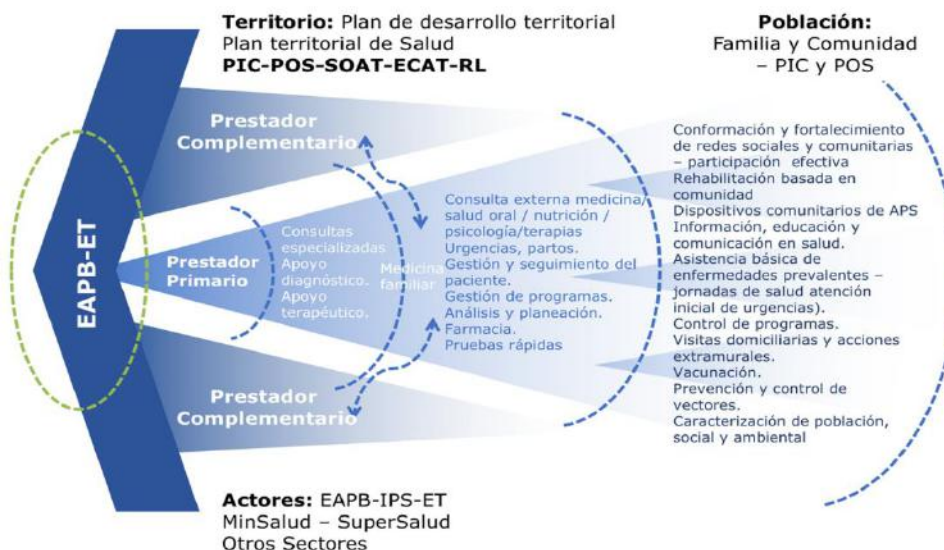 Territorio: Plan de desarrollo territorial
Plan territorial de Salud
PIC-POS-SOAT-ECAT-RL
Población:
Familia y Comunidad
– PIC y POS
EAPB-ET
Prestador
Complementario
Prestador
Primario
Prestador
Complementario
Consultas
especializadas
Apoyo
diagnóstico.
Apoyo
terapéutico.
Medicina
familiar
Consulta externa medicina/
salud oral / nutrición /
psicología/terapias
Urgencias, partos.
Gestión y seguimiento del
paciente.
Gestión de programas.
Análisis y planeación.
Farmacia.
Pruebas rápidas
Conformación y fortalecimiento
de redes sociales y comunitarias
– participación efectiva
Rehabilitación basada en
comunidad
Dispositivos comunitarios de APS
Información, educación y
comunicación en salud.
Asistencia básica de
enfermedades prevalentes –
jornadas de salud atención
inicial de urgencias).
Control de programas.
Visitas domiciliarias y acciones
extramurales.
Vacunación.
Prevención y control de
vectores.
Caracterización de población,
social y ambiental
Actores: EAPB-IPS-ET
MinSalud – SuperSalud
Otros Sectores